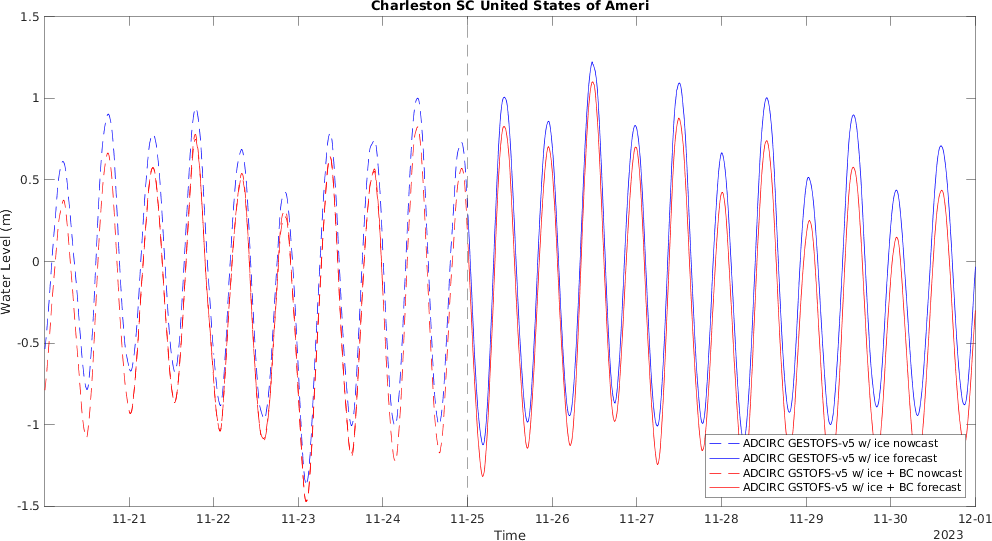 Charleston SC United States of Ameri
1.5
1
0.5
0
-0.5
-1
-1.5
Water Level (m)
11-21
11-22
11-23
11-24
11-25
11-26
11-27
11-28
11-29
11-30
12-01
Time
2023
ADCIRC GESTOFS-v5 w/ ice nowcast
ADCIRC GESTOFS-v5 w/ ice forecast
ADCIRC GSTOFS-v5 w/ ice + BC nowcast
ADCIRC GSTOFS-v5 w/ ice + BC forecast